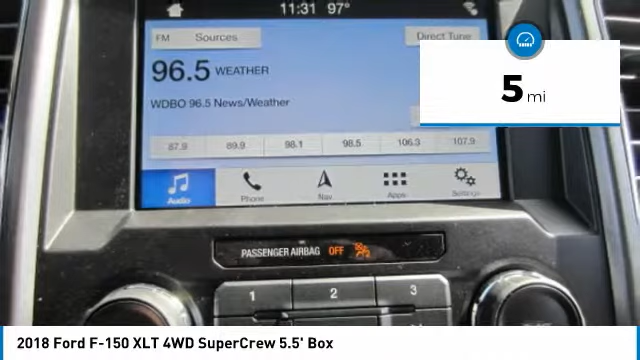 11:31 97°
FM Sources
Direct Tune
96.5 WEATHER
5 mi
WDBO 96.5 News/Weather
87.9 89.9 98.1 98.5 106.3 107.9
Audio Phone Nav Apps Settings
PASSENGER AIRBAG OFF
1 2 3
2018 Ford F-150 XLT 4WD SuperCrew 5.5' Box